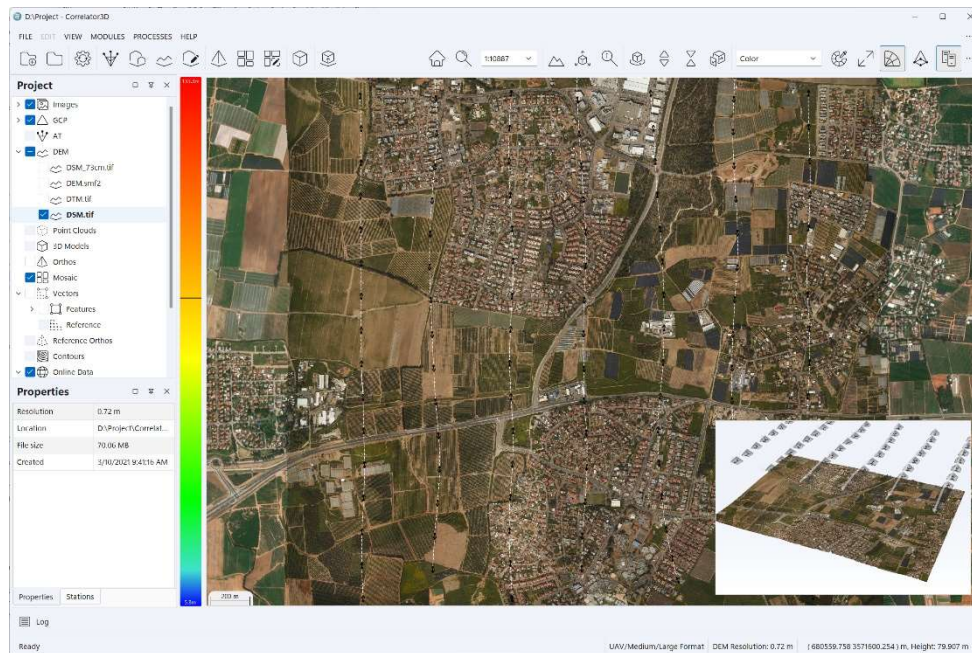 D:\Project - Correlator3D
FILE EDIT VIEW MODULES PROCESSES HELP
1:10887
Color
Project
Images
GCP
AT
DEM
DSM_73cm.tif
DEM.smf2
DTM.tif
DSM.tif
Point Clouds
3D Models
Orthos
Mosaic
Vectors
Features
Reference
Reference Orthos
Contours
Online Data
Properties
Resolution 0.72 m
Location D:\Project\Correlat...
File size 70.06 MB
Created 3/10/2021 9:41:16 AM
200 m
Properties Stations
Log
Ready
UAV/Medium/Large Format DEM Resolution: 0.72 m ( 680539.758 3571600.254 ) m, Height: 79.907 m